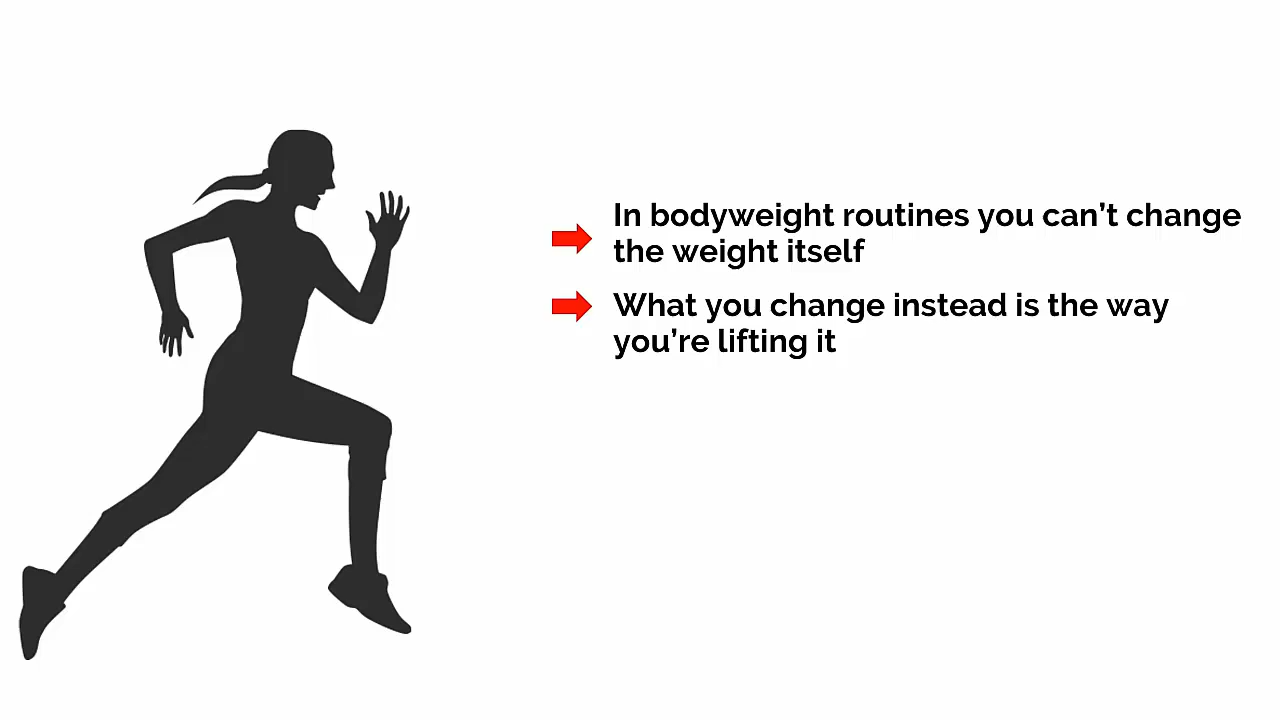 In bodyweight routines you can’t change
the weight itself
What you change instead is the way
you’re lifting it